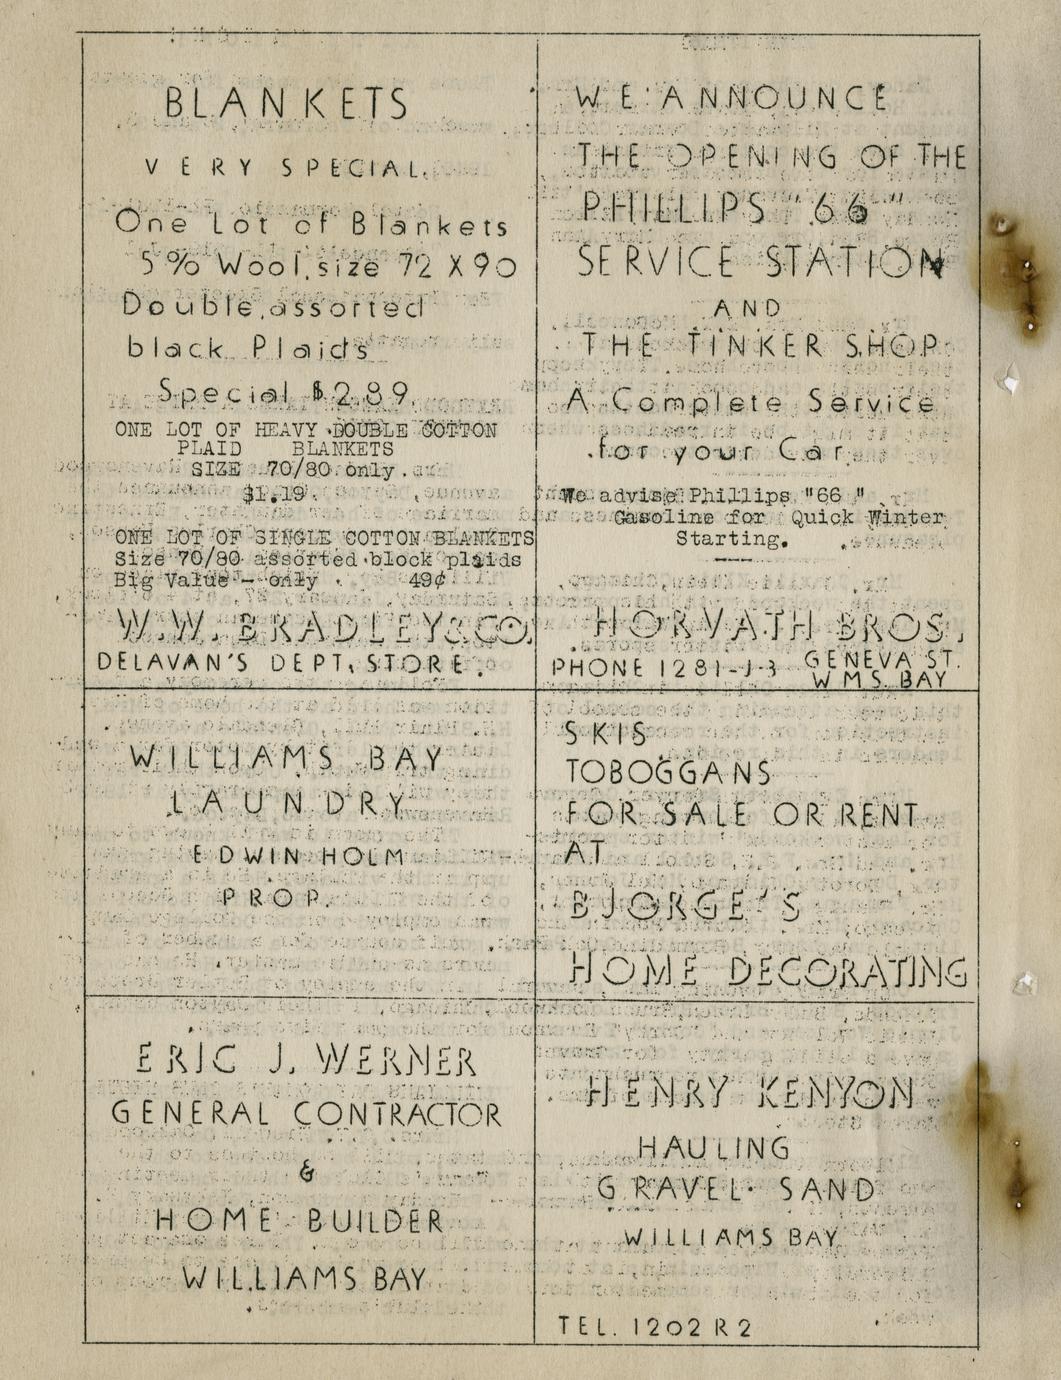 BLANKETS
VERY SPECIAL
One Lot of Blankets
5% Wool, size 72 X 90
Double, assorted
black Plaids
Special $2.89
ONE LOT OF HEAVY DOUBLE COTTON
PLAID BLANKETS
SIZE 70/80 only.
$1.19.
ONE LOT OF SINGLE COTTON BLANKETS
Size 70/80 assorted block plaids
Big Value - only 49¢
W.W. BRADLEY & CO.
DELAVAN'S DEPT. STORE.
WE ANNOUNCE
THE OPENING OF THE
PHILLIPS "66"
SERVICE STATION
AND
THE TINKER SHOP
A Complete Service
for your Car
We advise Phillips "66 "
Gasoline for Quick Winter
Starting.
HORVATH BROS.
PHONE 1281-J-3 GENEVA ST.
WMS. BAY
WILLIAMS BAY
LAUNDRY
EDWIN HOLM
PROP.
SKIS
TOBOGGANS
FOR SALE OR RENT
AT
BJORGE'S
HOME DECORATING
ERIC J. WERNER
GENERAL CONTRACTOR
&
HOME BUILDER
WILLIAMS BAY
HENRY KENYON
HAULING
GRAVEL · SAND
WILLIAMS BAY
TEL. 1202 R 2